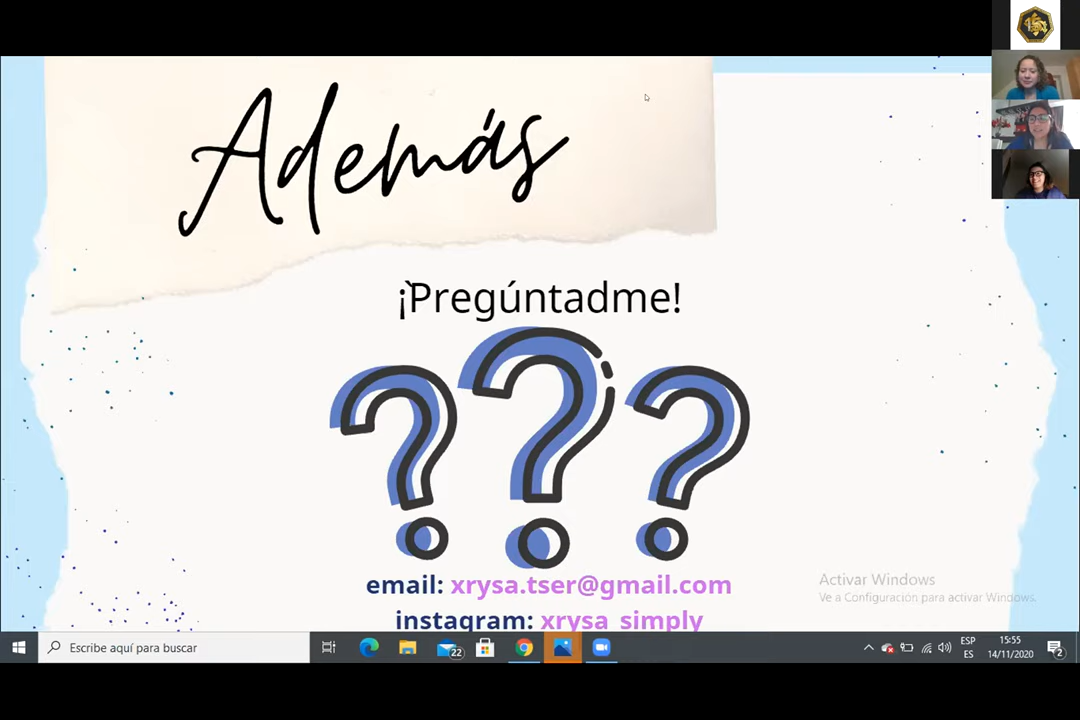 Además
¡Pregúntadme!
???
email: xrysa.tser@gmail.com
instagram: xrysa_simply
Activar Windows
Ve a Configuración para activar Windows.
Escribe aquí para buscar
22
ESP
ES
15:55
14/11/2020
2